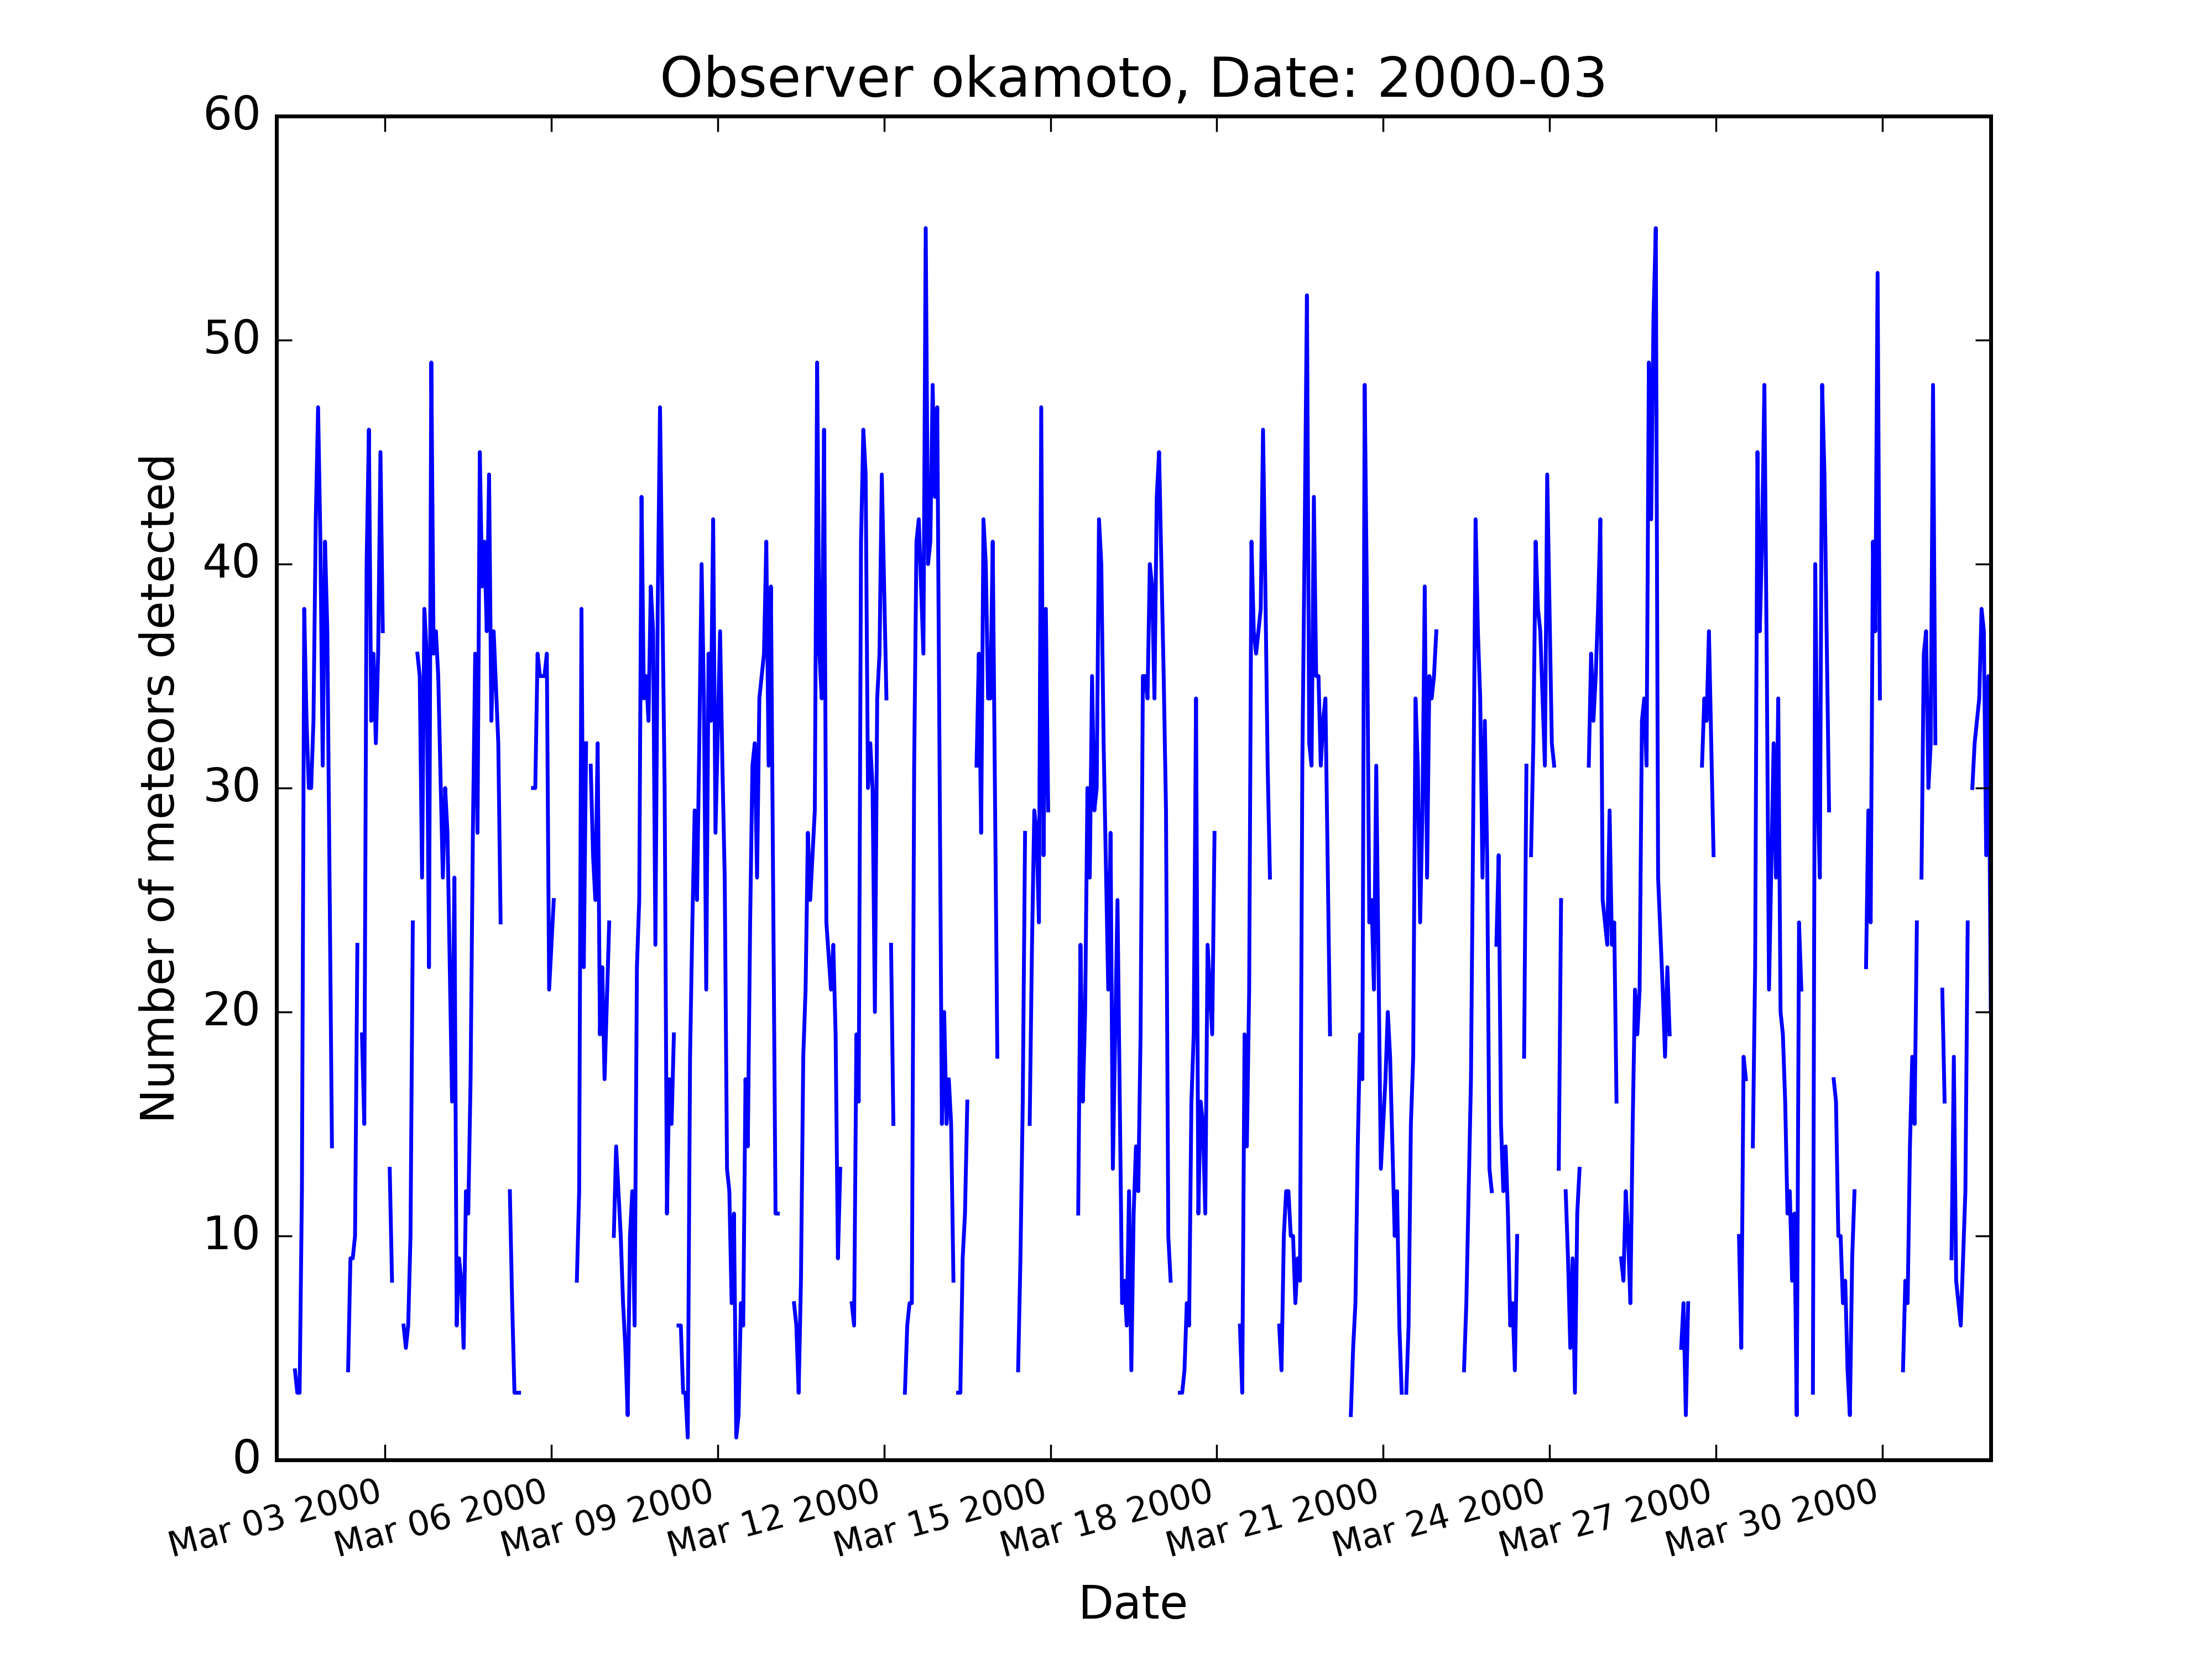 Observer okamoto, Date: 2000-03
60
50
40
30
20
10
0
Number of meteors detected
Mar 03 2000
Mar 06 2000
Mar 09 2000
Mar 12 2000
Mar 15 2000
Mar 18 2000
Mar 21 2000
Mar 24 2000
Mar 27 2000
Mar 30 2000
Date